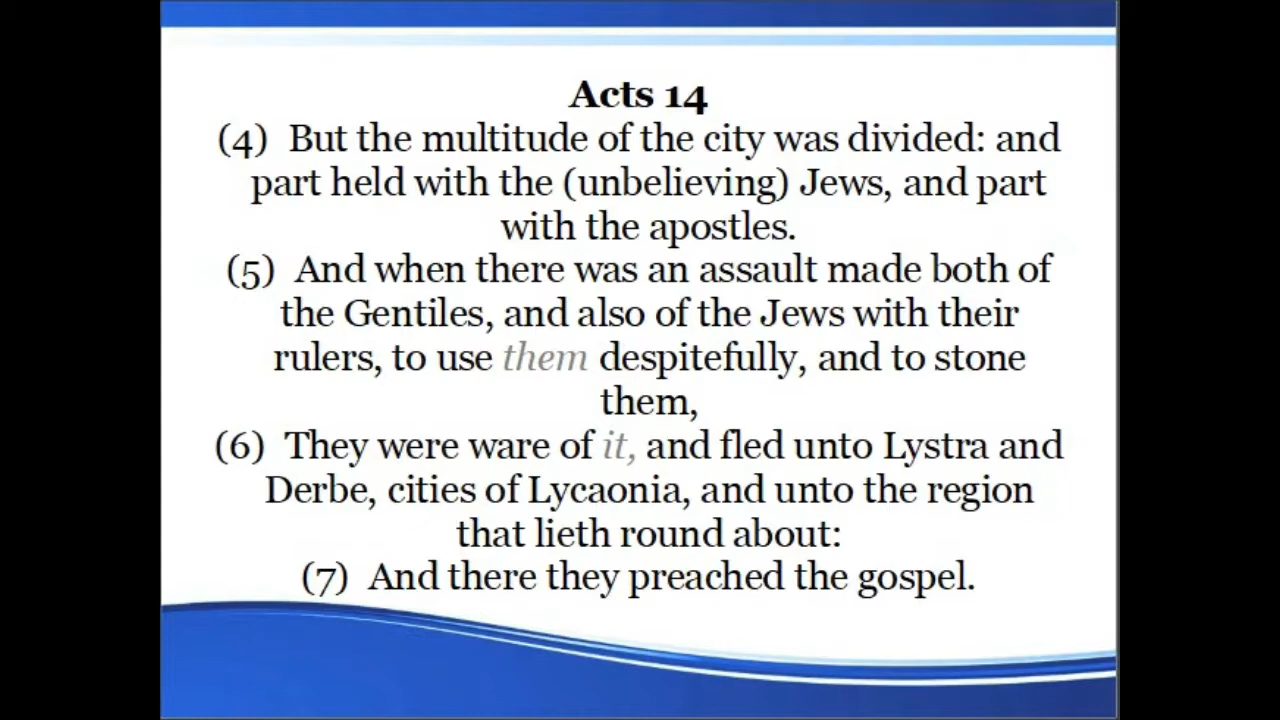 Acts 14
(4) But the multitude of the city was divided: and
part held with the (unbelieving) Jews, and part
with the apostles.
(5) And when there was an assault made both of
the Gentiles, and also of the Jews with their
rulers, to use them despitefully, and to stone
them,
(6) They were ware of it, and fled unto Lystra and
Derbe, cities of Lycaonia, and unto the region
that lieth round about:
(7) And there they preached the gospel.